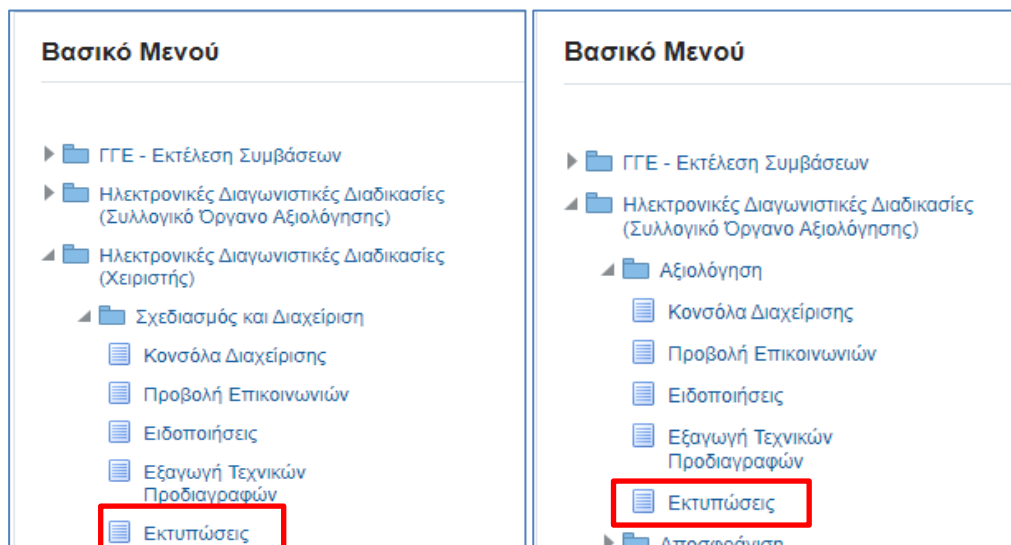 Βασικό Μενού
ΓΓΕ - Εκτέλεση Συμβάσεων
Ηλεκτρονικές Διαγωνιστικές Διαδικασίες
(Συλλογικό Όργανο Αξιολόγησης)
Ηλεκτρονικές Διαγωνιστικές Διαδικασίες
(Χειριστής)
Σχεδιασμός και Διαχείριση
Κονσόλα Διαχείρισης
Προβολή Επικοινωνιών
Ειδοποιήσεις
Εξαγωγή Τεχνικών
Προδιαγραφών
Εκτυπώσεις
Βασικό Μενού
ΓΓΕ - Εκτέλεση Συμβάσεων
Ηλεκτρονικές Διαγωνιστικές Διαδικασίες
(Συλλογικό Όργανο Αξιολόγησης)
Αξιολόγηση
Κονσόλα Διαχείρισης
Προβολή Επικοινωνιών
Ειδοποιήσεις
Εξαγωγή Τεχνικών
Προδιαγραφών
Εκτυπώσεις
Αποσφράγιση